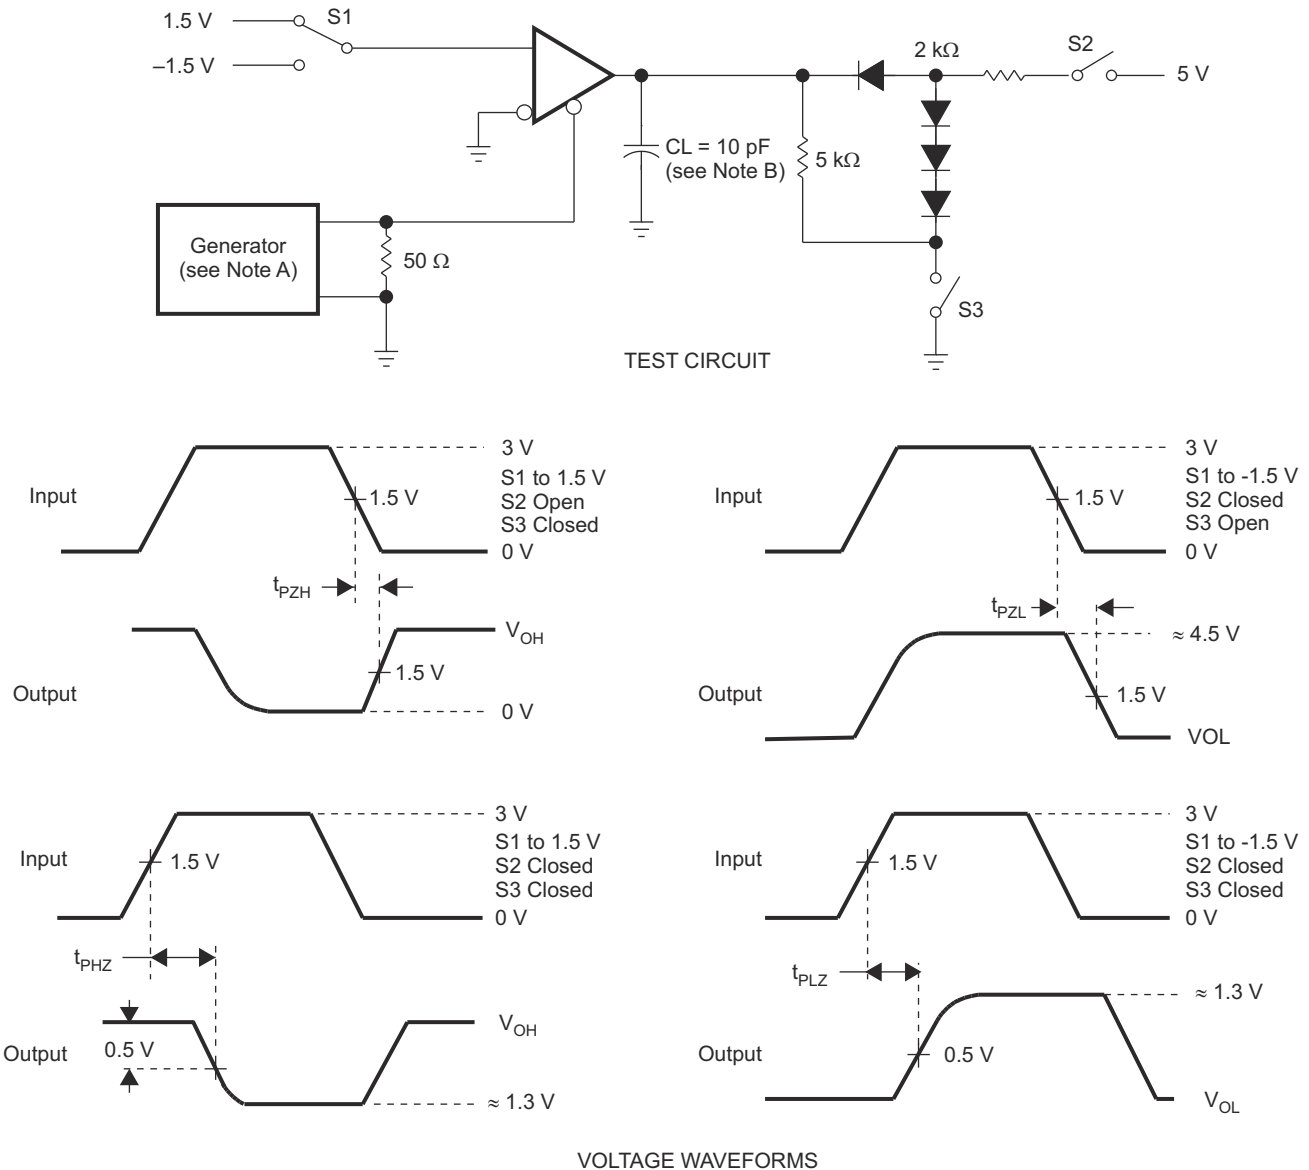 1.5 V
S1
–1.5 V
2 kΩ
S2
5 V
CL = 10 pF
(see Note B)
5 kΩ
Generator
(see Note A)
50 Ω
S3
TEST CIRCUIT
Input
3 V
S1 to 1.5 V
S2 Open
S3 Closed
0 V
1.5 V
tPZH
Output
VOH
1.5 V
0 V
Input
3 V
S1 to -1.5 V
S2 Closed
S3 Open
0 V
1.5 V
tPZL
Output
≈ 4.5 V
1.5 V
VOL
Input
3 V
S1 to 1.5 V
S2 Closed
S3 Closed
0 V
1.5 V
tPHZ
Output
0.5 V
VOH
≈ 1.3 V
Input
3 V
S1 to -1.5 V
S2 Closed
S3 Closed
0 V
1.5 V
tPLZ
Output
≈ 1.3 V
0.5 V
VOL
VOLTAGE WAVEFORMS